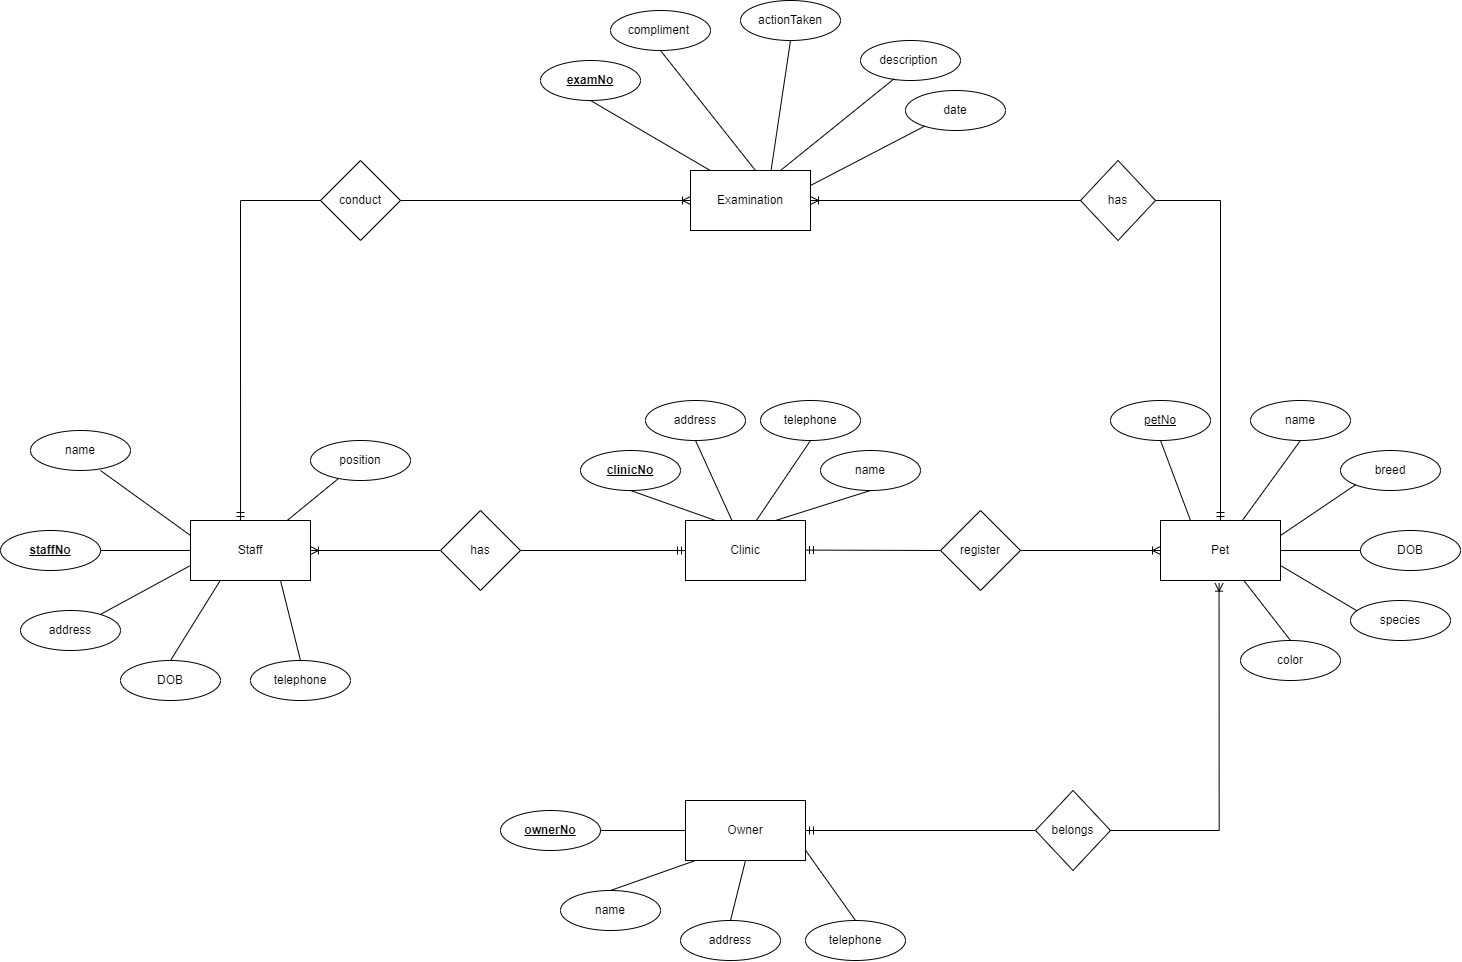 actionTaken
compliment
description
examNo
date
conduct
Examination
has
address
telephone
petNo
name
name
position
clinicNo
name
breed
staffNo
Staff
has
Clinic
register
Pet
DOB
address
species
DOB
telephone
color
ownerNo
Owner
belongs
name
address
telephone